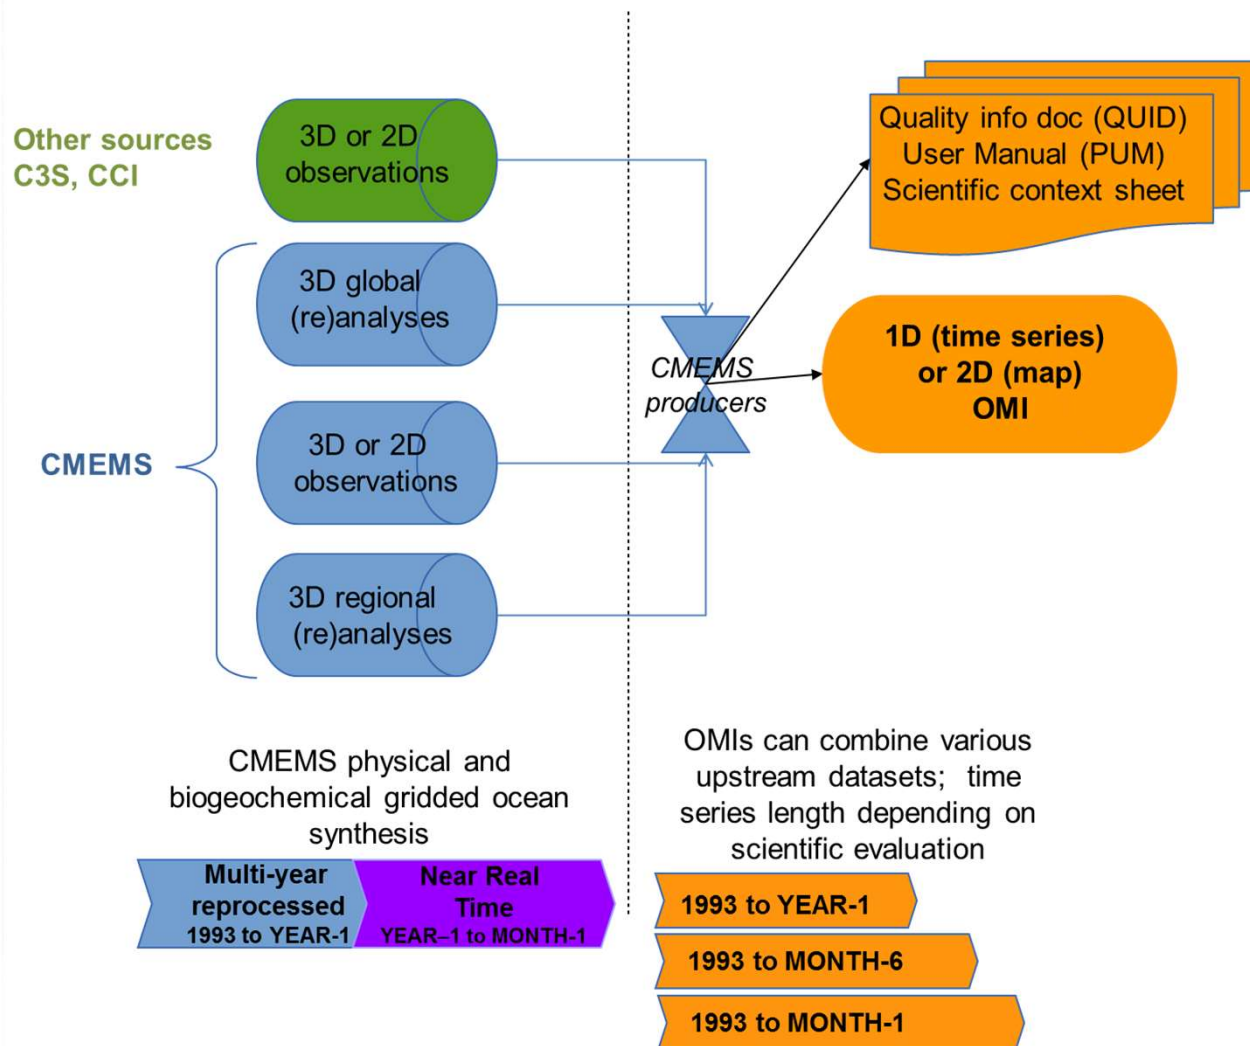 Other sources
C3S, CCI
3D or 2D
observations
3D global
(re)analyses
CMEMS
3D or 2D
observations
3D regional
(re)analyses
CMEMS
producers
Quality info doc (QUID)
User Manual (PUM)
Scientific context sheet
1D (time series)
or 2D (map)
OMI
CMEMS physical and
biogeochemical gridded ocean
synthesis
Multi-year
reprocessed
1993 to YEAR-1
Near Real
Time
YEAR–1 to MONTH-1
OMIs can combine various
upstream datasets; time
series length depending on
scientific evaluation
1993 to YEAR-1
1993 to MONTH-6
1993 to MONTH-1